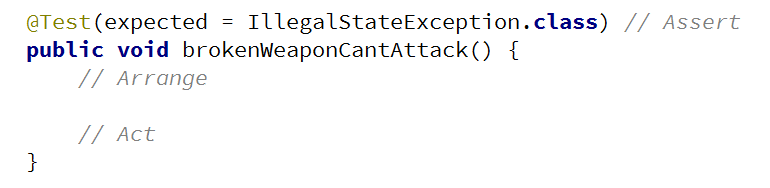 @Test(expected = IllegalStateException.class) // Assert
public void brokenWeaponCantAttack() {
    // Arrange
    // Act
}